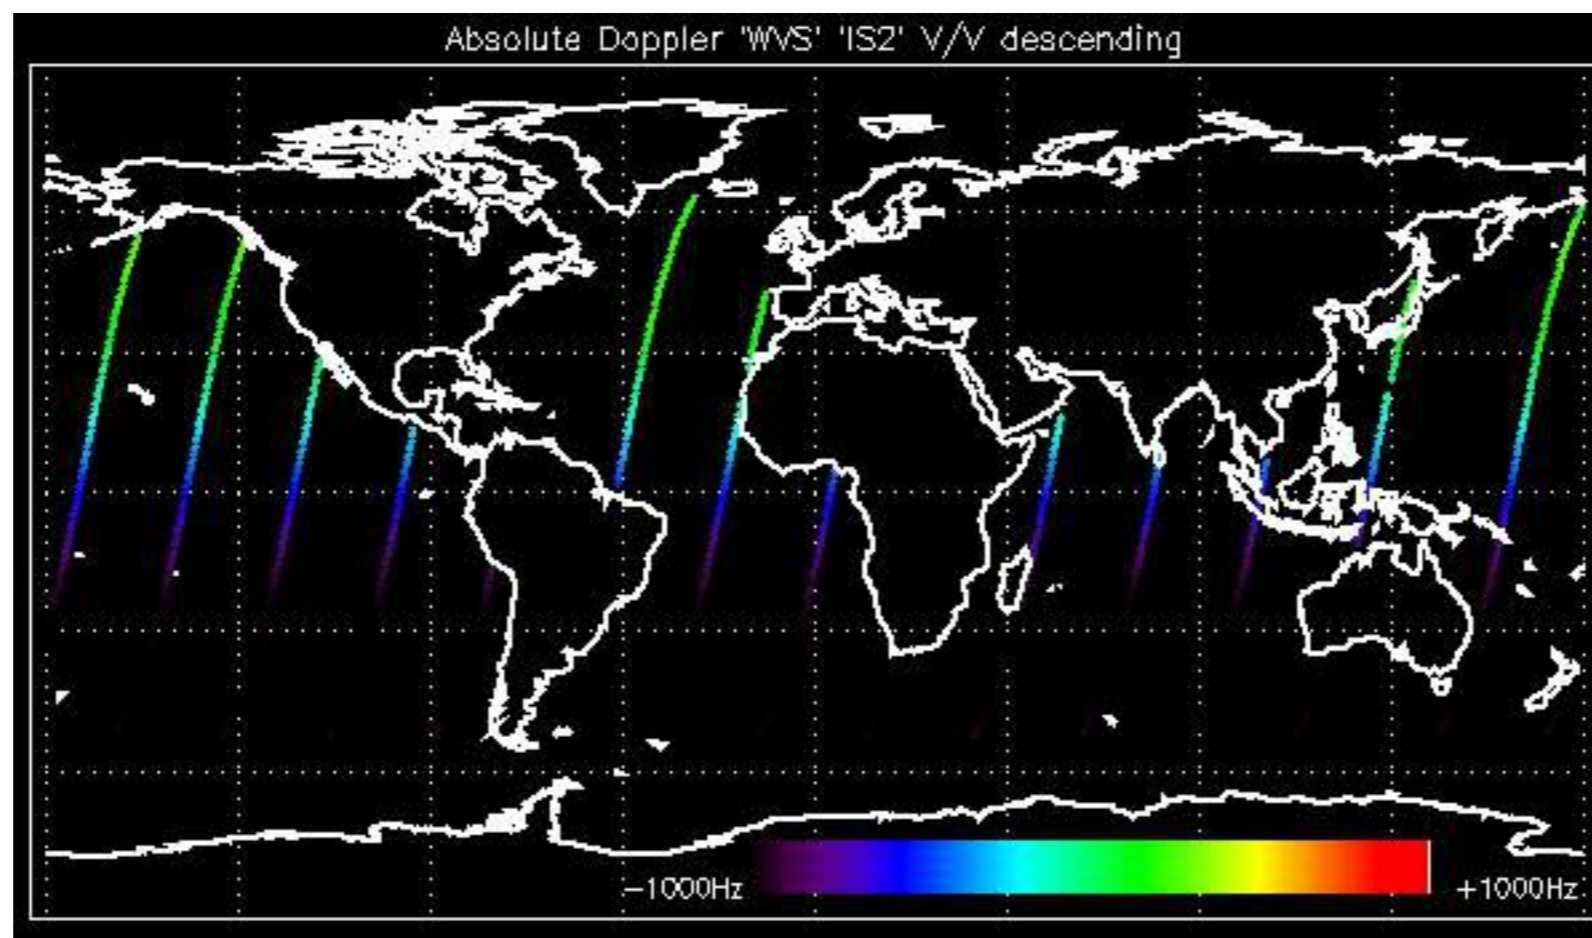 Absolute Doppler 'WVS' 'IS2' V/V descending
−1000Hz
+1000Hz